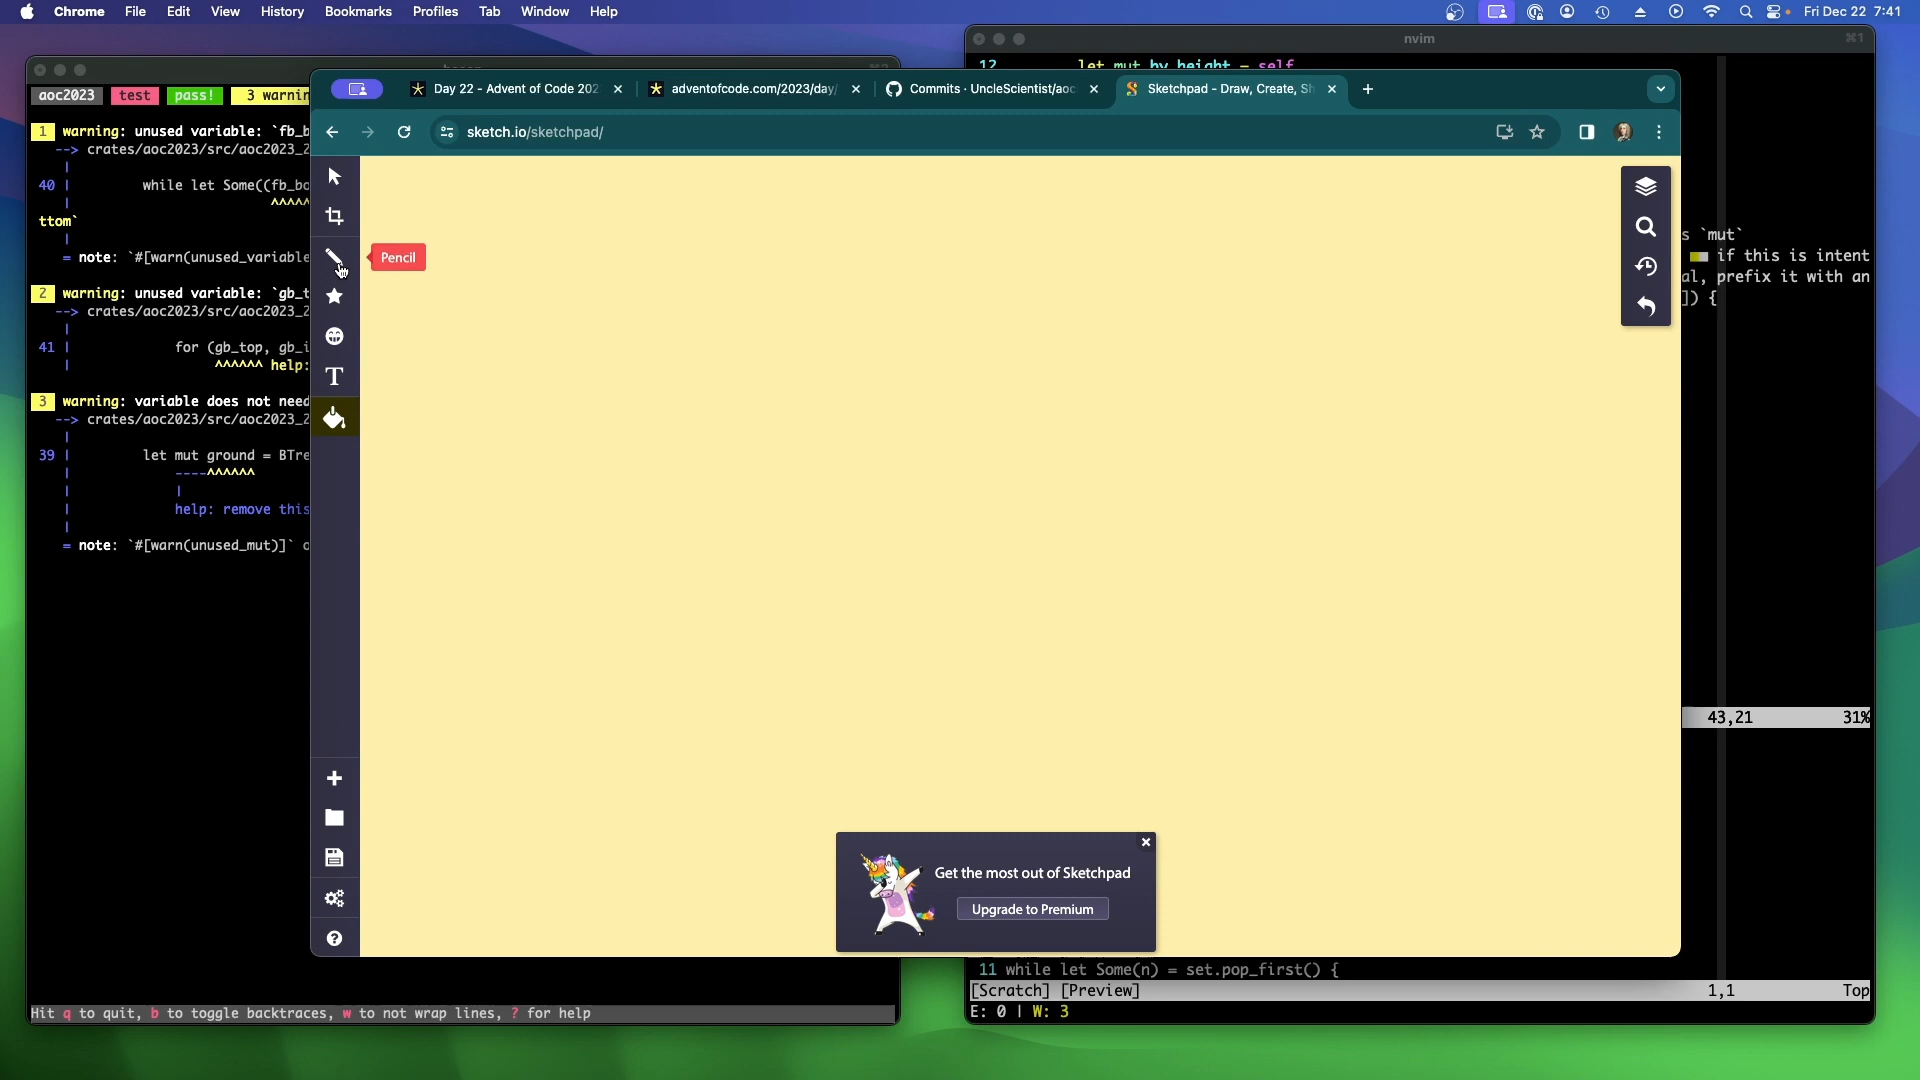 Chrome File Edit View History Bookmarks Profiles Tab Window Help Fri Dec 22 7:41
nvim ⌘1
12 let mut by_height = self
aoc2023 test pass! 3 warnin
Day 22 - Advent of Code 202
adventofcode.com/2023/day/
Commits · UncleScientist/aoc
Sketchpad - Draw, Create, Sh
sketch.io/sketchpad/
1 warning: unused variable: `fb_b
--> crates/aoc2023/src/aoc2023_2
|
40 | while let Some((fb_bo
| ^^^^^
ttom`
|
= note: `#[warn(unused_variable
2 warning: unused variable: `gb_t
--> crates/aoc2023/src/aoc2023_2
|
41 | for (gb_top, gb_i
| ^^^^^^ help:
3 warning: variable does not need
--> crates/aoc2023/src/aoc2023_2
|
39 | let mut ground = BTre
| ----^^^^^^
| |
| help: remove this
|
= note: `#[warn(unused_mut)]` o
Hit q to quit, b to toggle backtraces, w to not wrap lines, ? for help
Pencil
T
Get the most out of Sketchpad
Upgrade to Premium
s `mut`
if this is intent
al, prefix it with an
]) {
43,21 31%
11 while let Some(n) = set.pop_first() {
[Scratch] [Preview] 1,1 Top
E: 0 | W: 3